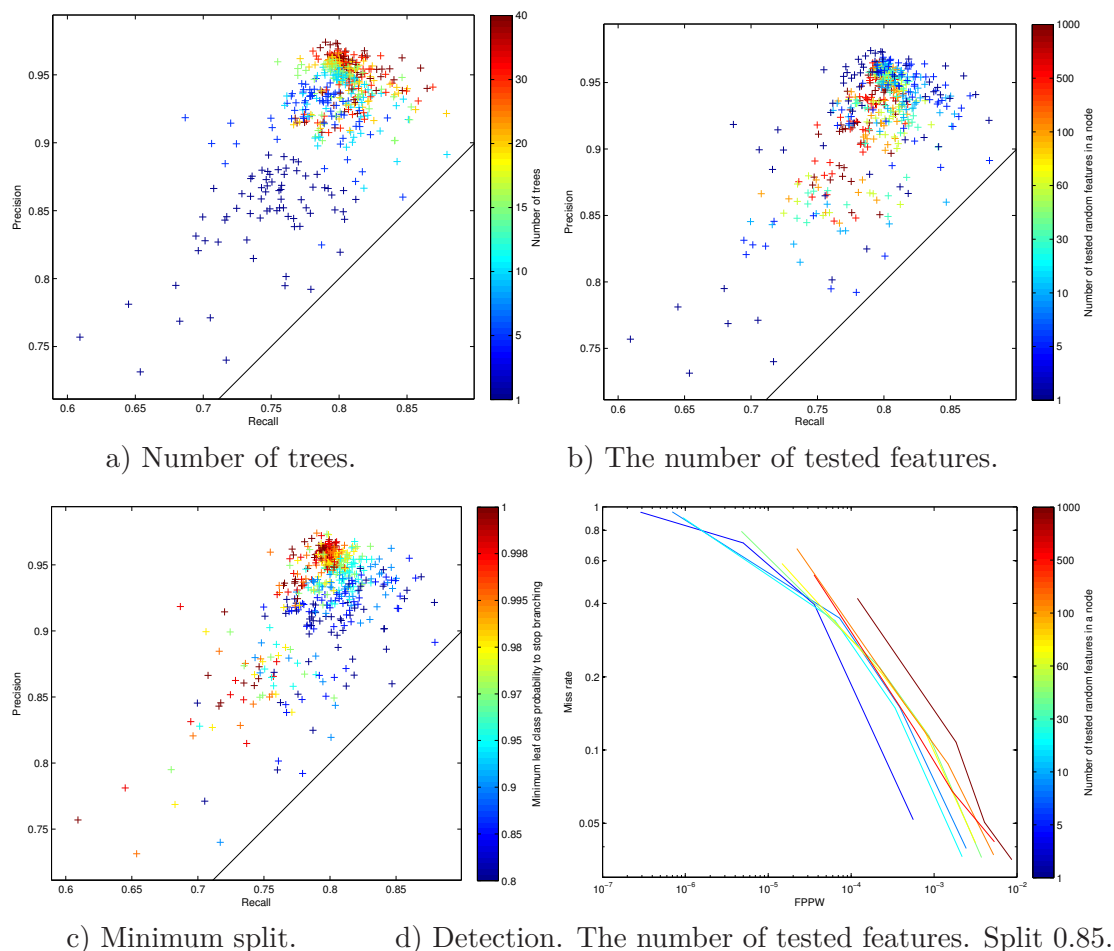 0.95
0.9
0.85
0.8
0.75
0.6 0.65 0.7 0.75 0.8 0.85
Precision
Recall
40
30
20
15
10
5
1
Number of trees
a) Number of trees.
0.95
0.9
0.85
0.8
0.75
0.6 0.65 0.7 0.75 0.8 0.85
Precision
Recall
1000
500
100
60
30
10
5
1
Number of tested random features in a node
b) The number of tested features.
0.95
0.9
0.85
0.8
0.75
0.6 0.65 0.7 0.75 0.8 0.85
Precision
Recall
1
0.998
0.995
0.98
0.97
0.95
0.9
0.85
0.8
Minimum leaf class probability to stop branching
c) Minimum split.
1
0.8
0.6
0.4
0.2
0.1
0.05
10^-7 10^-6 10^-5 10^-4 10^-3 10^-2
Miss rate
FPPW
1000
500
100
60
30
10
5
1
Number of tested random features in a node
d) Detection. The number of tested features. Split 0.85.